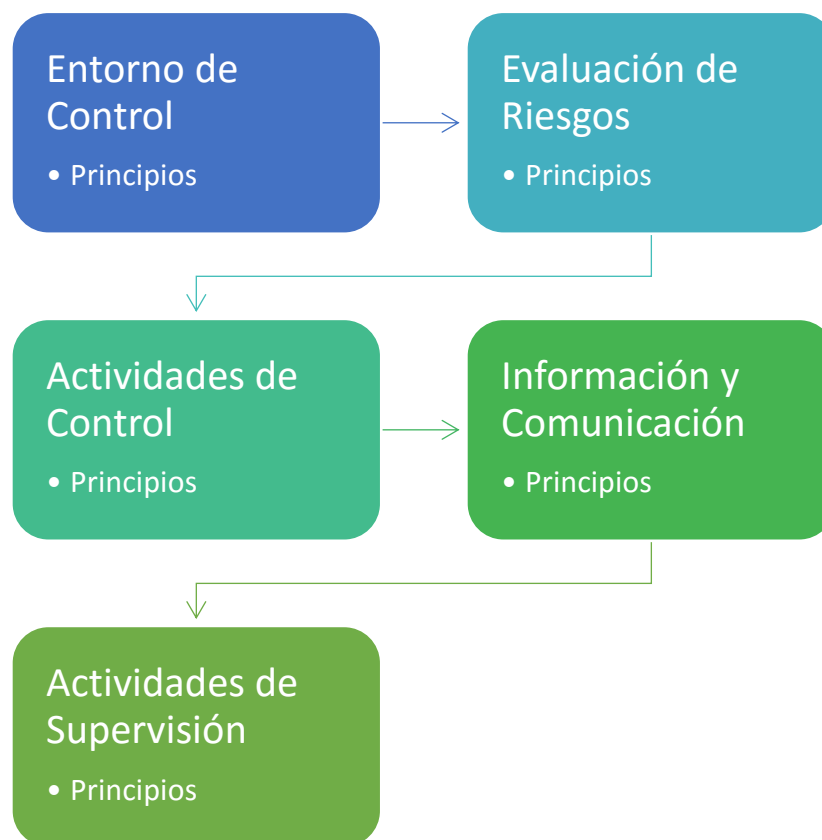 Entorno de
Control
• Principios
Evaluación de
Riesgos
• Principios
Actividades de
Control
• Principios
Información y
Comunicación
• Principios
Actividades de
Supervisión
• Principios